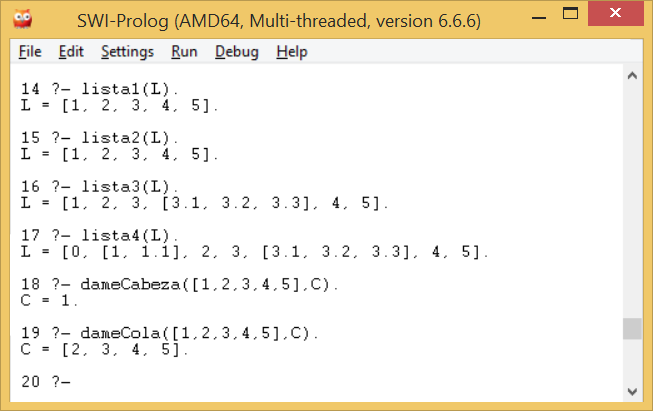 SWI-Prolog (AMD64, Multi-threaded, version 6.6.6)
File Edit Settings Run Debug Help
14 ?- lista1(L).
L = [1, 2, 3, 4, 5].
15 ?- lista2(L).
L = [1, 2, 3, 4, 5].
16 ?- lista3(L).
L = [1, 2, 3, [3.1, 3.2, 3.3], 4, 5].
17 ?- lista4(L).
L = [0, [1, 1.1], 2, 3, [3.1, 3.2, 3.3], 4, 5].
18 ?- dameCabeza([1,2,3,4,5],C).
C = 1.
19 ?- dameCola([1,2,3,4,5],C).
C = [2, 3, 4, 5].
20 ?-